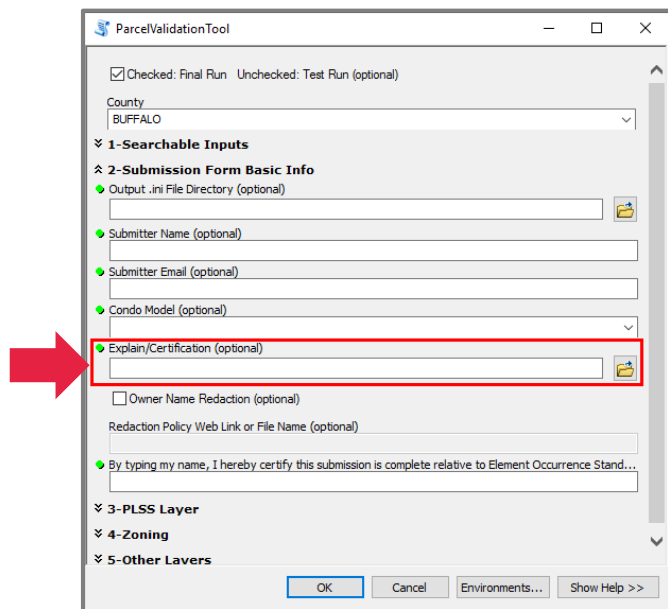 ParcelValidationTool
Checked: Final Run Unchecked: Test Run (optional)
County
BUFFALO
1-Searchable Inputs
2-Submission Form Basic Info
Output .ini File Directory (optional)
Submitter Name (optional)
Submitter Email (optional)
Condo Model (optional)
Explain/Certification (optional)
Owner Name Redaction (optional)
Redaction Policy Web Link or File Name (optional)
By typing my name, I hereby certify this submission is complete relative to Element Occurrence Stand...
3-PLSS Layer
4-Zoning
5-Other Layers
OK Cancel Environments... Show Help >>